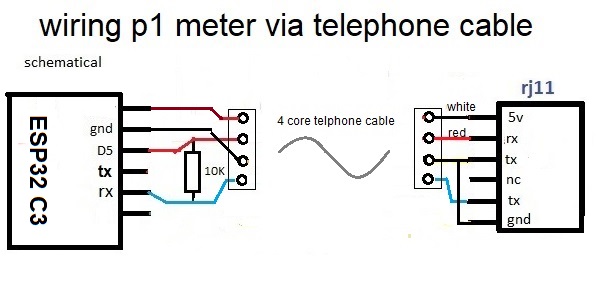 wiring p1 meter via telephone cable
schematical
rj11
ESP32 C3
gnd
D5
tx
rx
10K
4 core telphone cable
white
red
5v
rx
tx
nc
tx
gnd